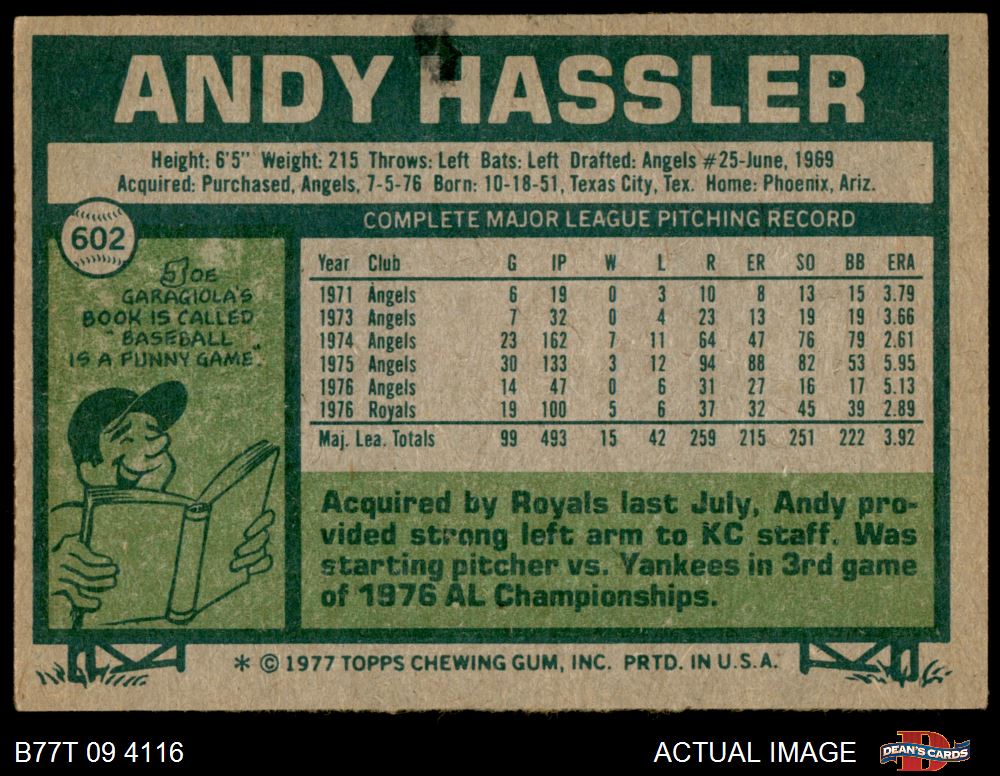 ANDY HASSLER
Height: 6'5" Weight: 215 Throws: Left Bats: Left Drafted: Angels #25-June, 1969
Acquired: Purchased, Angels, 7-5-76 Born: 10-18-51, Texas City, Tex. Home: Phoenix, Ariz.
602
JOE
GARAGIOLA'S
BOOK IS CALLED
"BASEBALL
IS A FUNNY GAME".
COMPLETE MAJOR LEAGUE PITCHING RECORD
Year Club G IP W L R ER SO BB ERA
1971 Angels 6 19 0 3 10 8 13 15 3.79
1973 Angels 7 32 0 4 23 13 19 19 3.66
1974 Angels 23 162 7 11 64 47 76 79 2.61
1975 Angels 30 133 3 12 94 88 82 53 5.95
1976 Angels 14 47 0 6 31 27 16 17 5.13
1976 Royals 19 100 5 6 37 32 45 39 2.89
Maj. Lea. Totals 99 493 15 42 259 215 251 222 3.92
Acquired by Royals last July, Andy pro-
vided strong left arm to KC staff. Was
starting pitcher vs. Yankees in 3rd game
of 1976 AL Championships.
* © 1977 TOPPS CHEWING GUM, INC. PRTD. IN U.S.A.
B77T 09 4116
ACTUAL IMAGE
D
DEAN'S CARDS